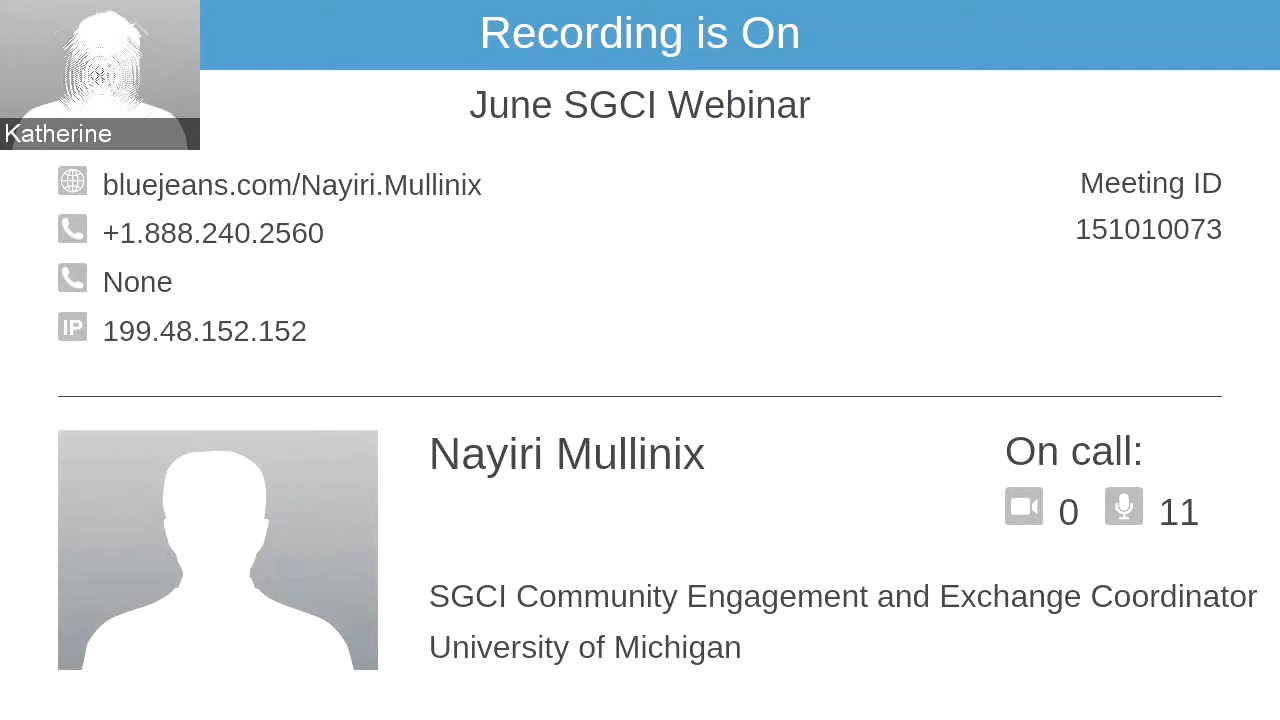 Recording is On
Katherine
June SGCI Webinar
bluejeans.com/Nayiri.Mullinix
+1.888.240.2560
None
IP
199.48.152.152
Meeting ID
151010073
Nayiri Mullinix
On call:
0 11
SGCI Community Engagement and Exchange Coordinator
University of Michigan